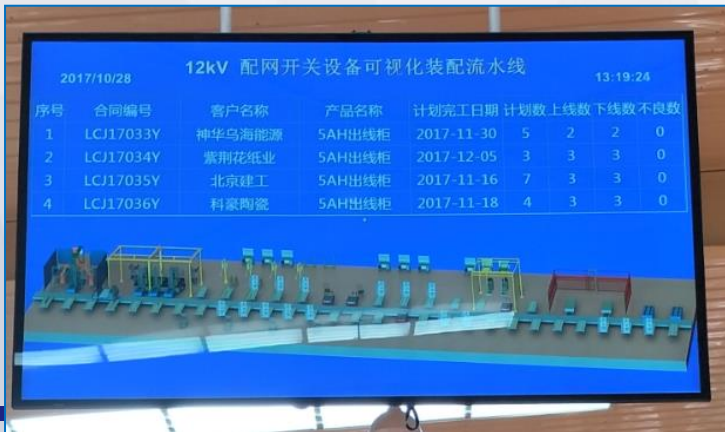 12kV 配网开关设备可视化装配流水线
2017/10/28 13:19:24
序号 合同编号 客户名称 产品名称 计划完工日期 计划数 上线数 下线数 不良数
1 LCJ17033Y 神华乌海能源 5AH出线柜 2017-11-30 5 2 2 0
2 LCJ17034Y 紫荆花纸业 5AH出线柜 2017-12-05 3 3 3 0
3 LCJ17035Y 北京建工 5AH出线柜 2017-11-16 7 3 3 0
4 LCJ17036Y 科豪陶瓷 5AH出线柜 2017-11-18 4 3 3 0